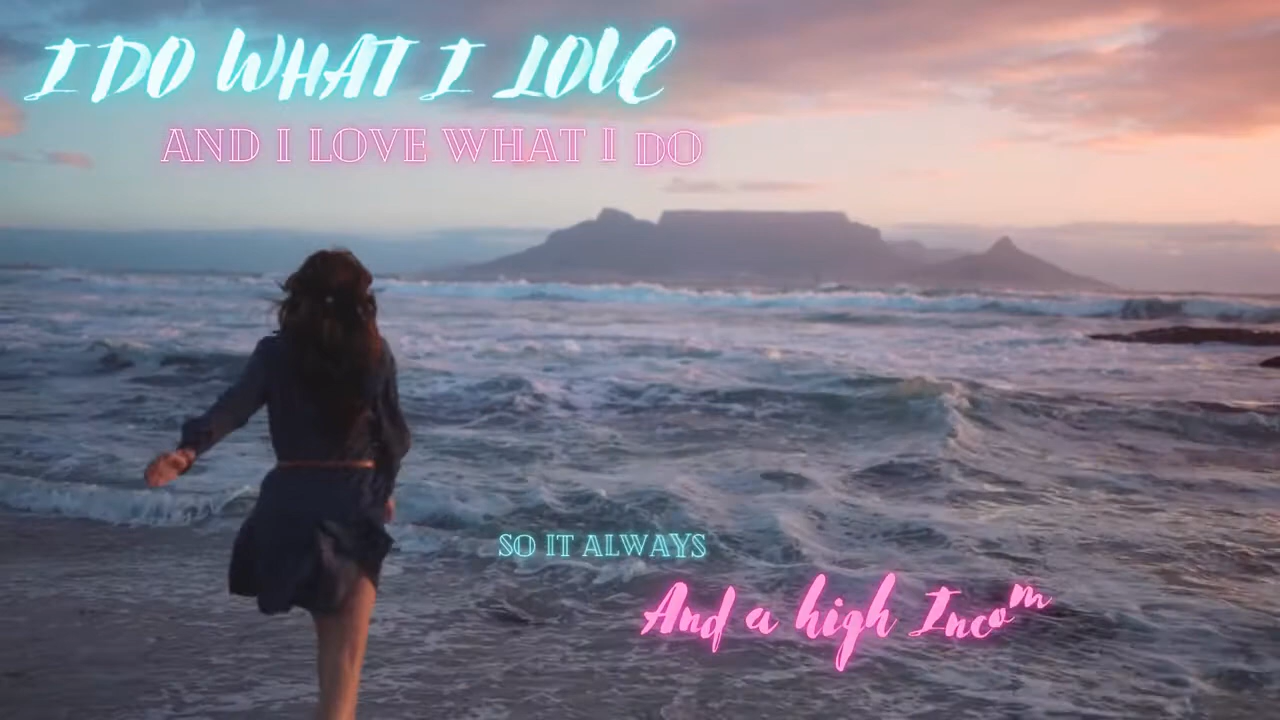 I DO WHAT I LOVE
AND I LOVE WHAT I DO
SO IT ALWAYS
And a high Incom